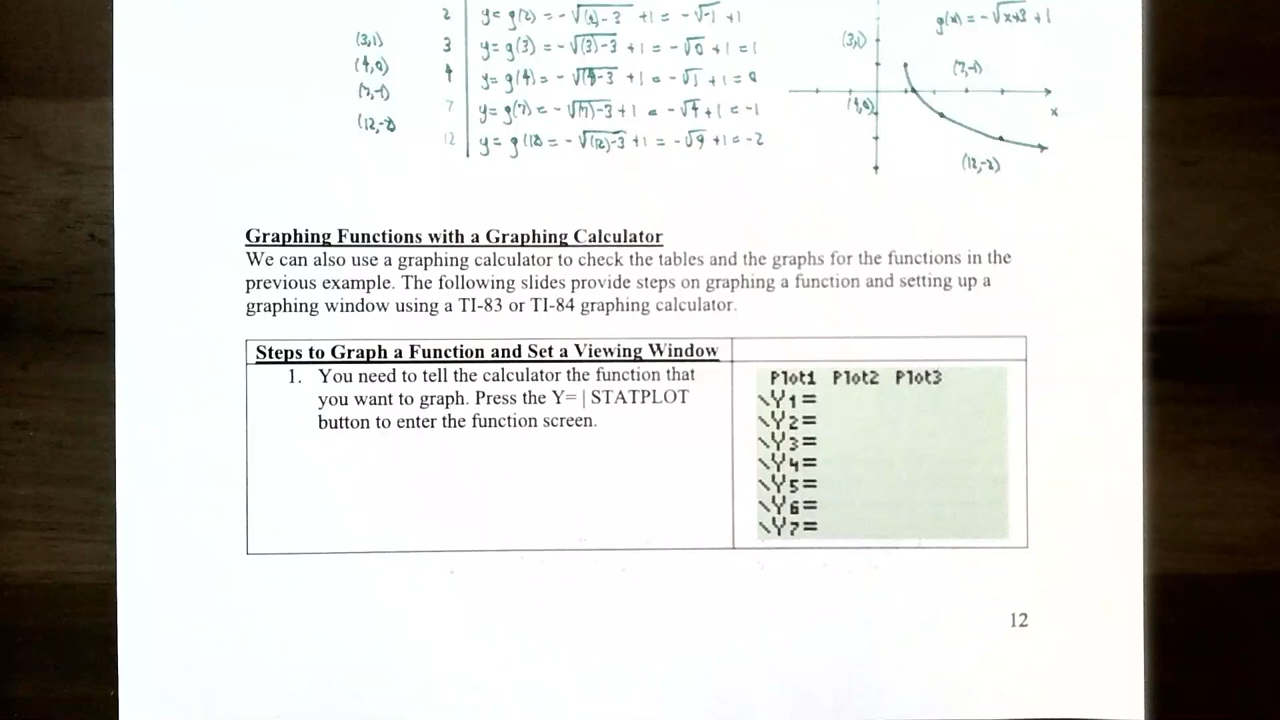 2 y = g(2) = -√(2)-3 +1 = -√-1 +1
g(x) = -√x+3 + 1
(3,1)
3 y = g(3) = -√(3)-3 +1 = -√0 +1 = 1
(3,1)
(4,0)
4 y = g(4) = -√(4)-3 +1 = -√1 +1 = 0
(7,-1)
(7,-1)
7 y = g(7) = -√(7)-3 +1 = -√4 +1 = -1
(4,0)
x
(12,-2)
12 y = g(12) = -√(12)-3 +1 = -√9 +1 = -2
(12,-2)
Graphing Functions with a Graphing Calculator
We can also use a graphing calculator to check the tables and the graphs for the functions in the
previous example. The following slides provide steps on graphing a function and setting up a
graphing window using a TI-83 or TI-84 graphing calculator.
Steps to Graph a Function and Set a Viewing Window
1. You need to tell the calculator the function that
you want to graph. Press the Y= | STATPLOT
button to enter the function screen.
Plot1 Plot2 Plot3
\Y1=
\Y2=
\Y3=
\Y4=
\Y5=
\Y6=
\Y7=
12